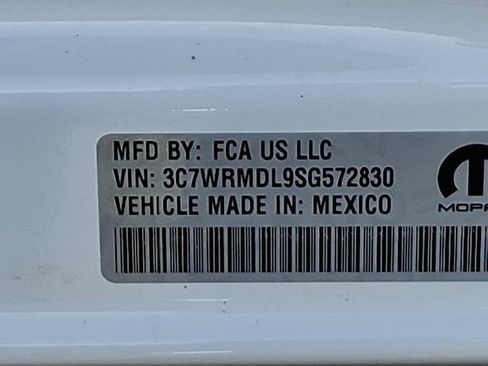 MFD BY: FCA US LLC
VIN: 3C7WRMDL9SG572830
VEHICLE MADE IN: MEXICO